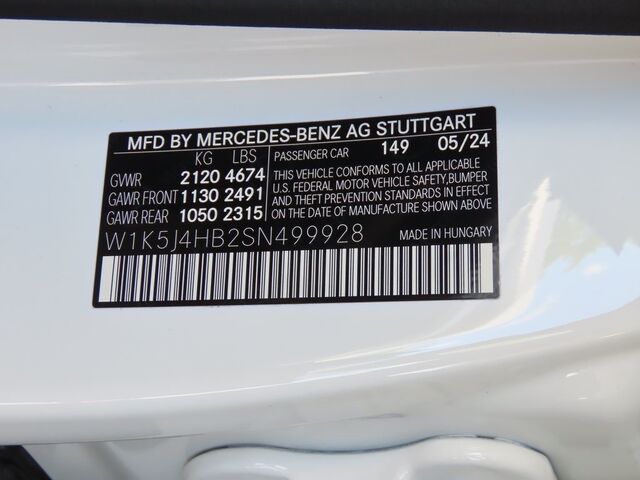 MFD BY MERCEDES-BENZ AG STUTTGART
KG LBS PASSENGER CAR 149 05/24
GVWR 2120 4674
GAWR FRONT 1130 2491
GAWR REAR 1050 2315
THIS VEHICLE CONFORMS TO ALL APPLICABLE
U.S. FEDERAL MOTOR VEHICLE SAFETY,BUMPER
AND THEFT PREVENTION STANDARDS IN EFFECT
ON THE DATE OF MANUFACTURE SHOWN ABOVE.
W1K5J4HB2SN499928 MADE IN HUNGARY